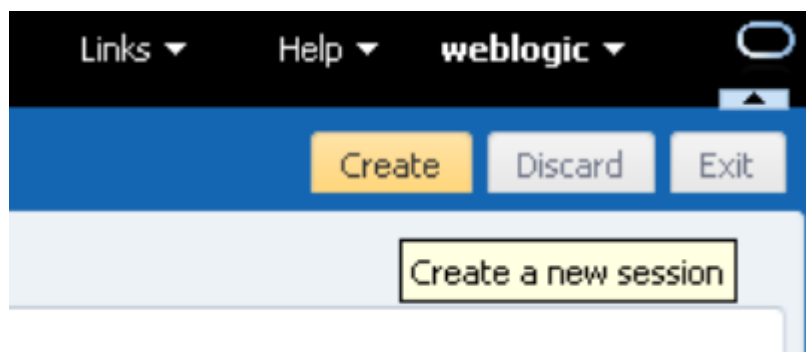 Links Help weblogic
Create Discard Exit
Create a new session